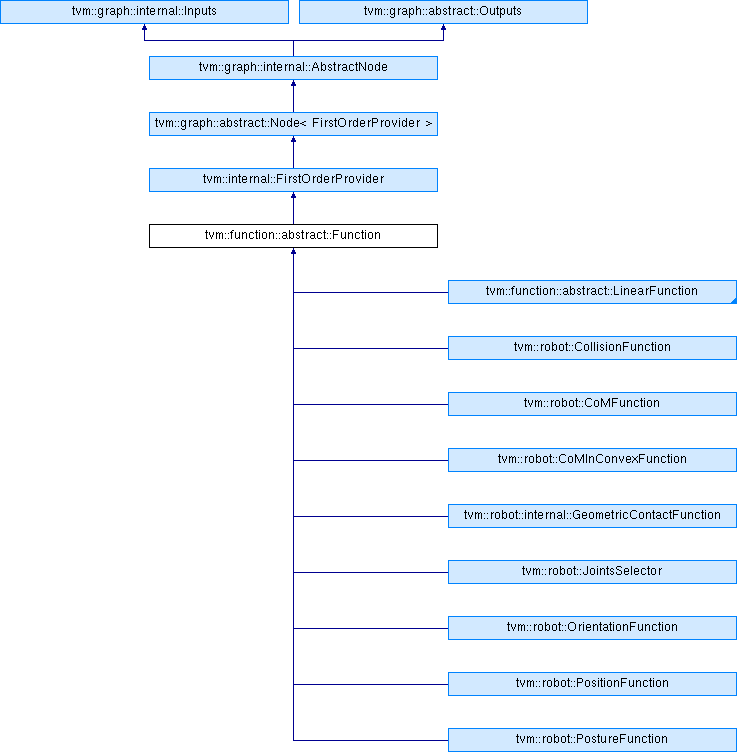 tvm::graph::internal::Inputs
tvm::graph::abstract::Outputs
tvm::graph::internal::AbstractNode
tvm::graph::abstract::Node< FirstOrderProvider >
tvm::internal::FirstOrderProvider
tvm::function::abstract::Function
tvm::function::abstract::LinearFunction
tvm::robot::CollisionFunction
tvm::robot::CoMFunction
tvm::robot::CoMInConvexFunction
tvm::robot::internal::GeometricContactFunction
tvm::robot::JointsSelector
tvm::robot::OrientationFunction
tvm::robot::PositionFunction
tvm::robot::PostureFunction